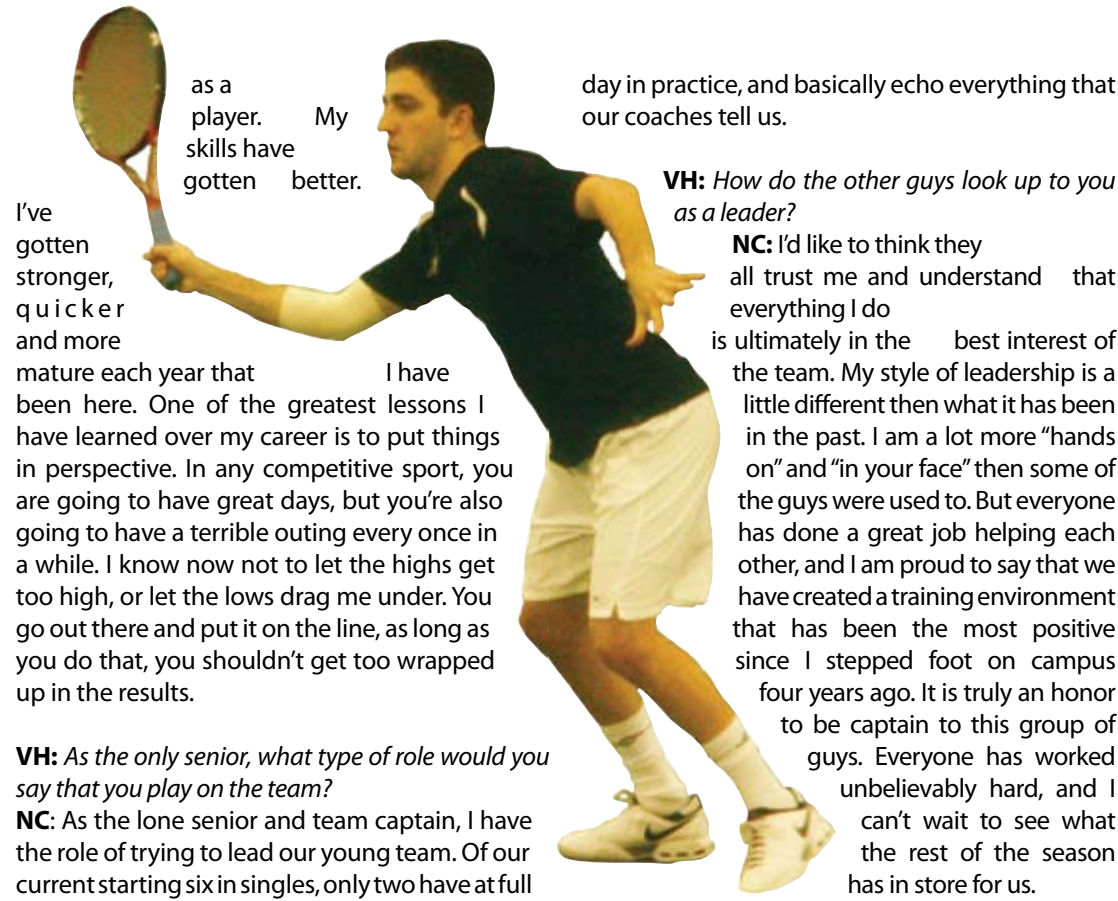 as a
player. My
skills have
gotten better.
I've
gotten
stronger,
quicker
and more
mature each year that I have
been here. One of the greatest lessons I
have learned over my career is to put things
in perspective. In any competitive sport, you
are going to have great days, but you're also
going to have a terrible outing every once in
a while. I know now not to let the highs get
too high, or let the lows drag me under. You
go out there and put it on the line, as long as
you do that, you shouldn't get too wrapped
up in the results.
VH: As the only senior, what type of role would you
say that you play on the team?
NC: As the lone senior and team captain, I have
the role of trying to lead our young team. Of our
current starting six in singles, only two have at full
day in practice, and basically echo everything that
our coaches tell us.
VH: How do the other guys look up to you
as a leader?
NC: I'd like to think they
all trust me and understand that
everything I do
is ultimately in the best interest of
the team. My style of leadership is a
little different then what it has been
in the past. I am a lot more “hands
on” and “in your face” then some of
the guys were used to. But everyone
has done a great job helping each
other, and I am proud to say that we
have created a training environment
that has been the most positive
since I stepped foot on campus
four years ago. It is truly an honor
to be captain to this group of
guys. Everyone has worked
unbelievably hard, and I
can't wait to see what
the rest of the season
has in store for us.